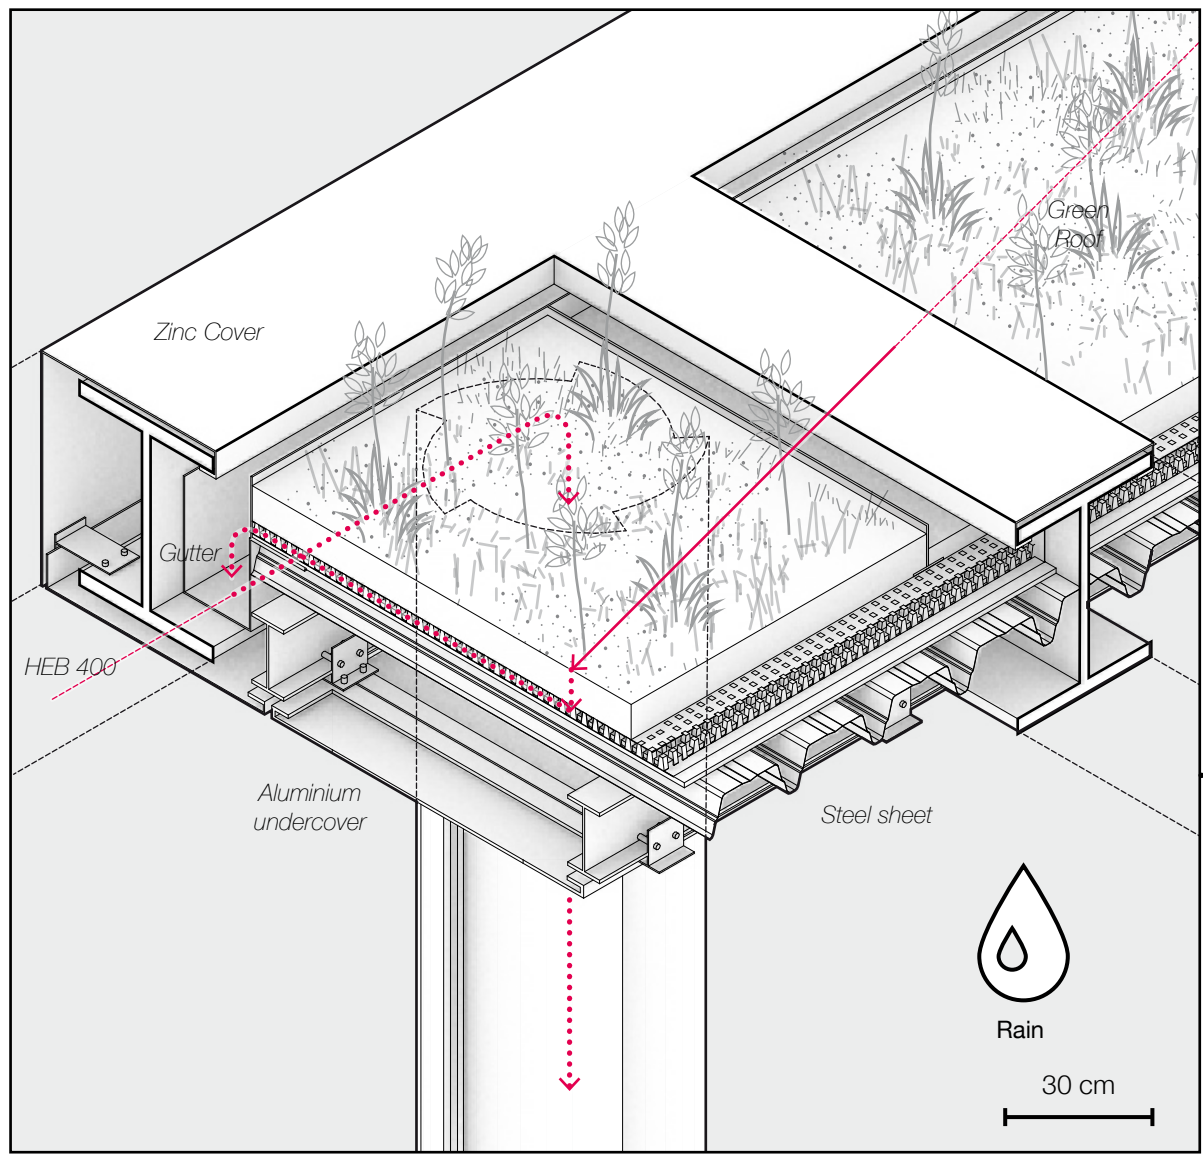 Green
Roof
Zinc Cover
Gutter
HEB 400
Aluminium
undercover
Steel sheet
Rain
30 cm